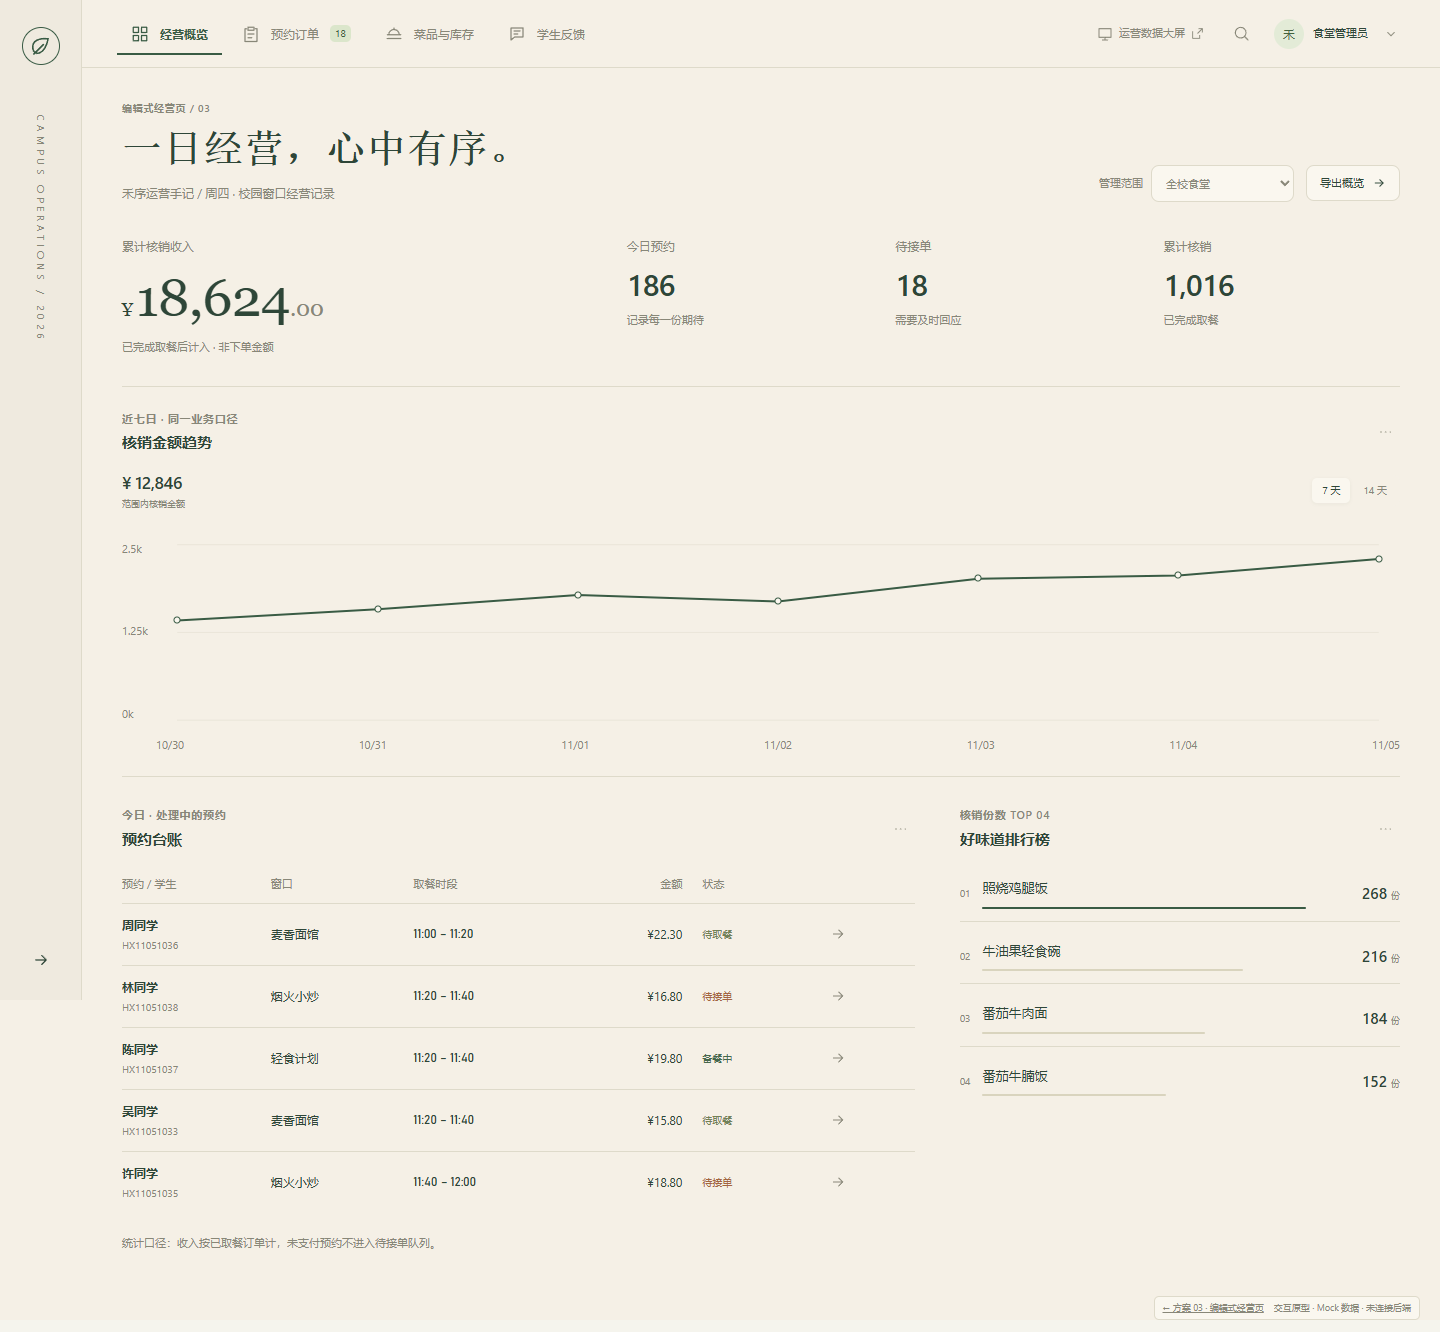 经营概览
预约订单 18
菜品与库存
学生反馈
运营数据大屏
禾 食堂管理员
CAMPUS OPERATIONS / 2026
编辑式经营页 / 03
一日经营，心中有序。
禾序运营手记 / 周四 · 校园窗口经营记录
管理范围 全校食堂 导出概览 →
累计核销收入
¥18,624.00
已完成取餐后计入 · 非下单金额
今日预约
186
记录每一份期待
待接单
18
需要及时回应
累计核销
1,016
已完成取餐
近七日 · 同一业务口径
核销金额趋势
···
¥ 12,846
范围内核销金额
7 天 14 天
2.5k
1.25k
0k
10/30 10/31 11/01 11/02 11/03 11/04 11/05
今日 · 处理中的预约
预约台账
···
预约 / 学生 窗口 取餐时段 金额 状态
周同学
HX11051036
麦香面馆 11:00 – 11:20 ¥22.30 待取餐 →
林同学
HX11051038
烟火小炒 11:20 – 11:40 ¥16.80 待接单 →
陈同学
HX11051037
轻食计划 11:20 – 11:40 ¥19.80 备餐中 →
吴同学
HX11051033
麦香面馆 11:20 – 11:40 ¥15.80 待取餐 →
许同学
HX11051035
烟火小炒 11:40 – 12:00 ¥18.80 待接单 →
统计口径：收入按已取餐订单计，未支付预约不进入待接单队列。
核销份数 TOP 04
好味道排行榜
···
01 照烧鸡腿饭 268 份
02 牛油果轻食碗 216 份
03 番茄牛肉面 184 份
04 番茄牛腩饭 152 份
← 方案 03 · 编辑式经营页 交互原型 · Mock 数据 · 未连接后端